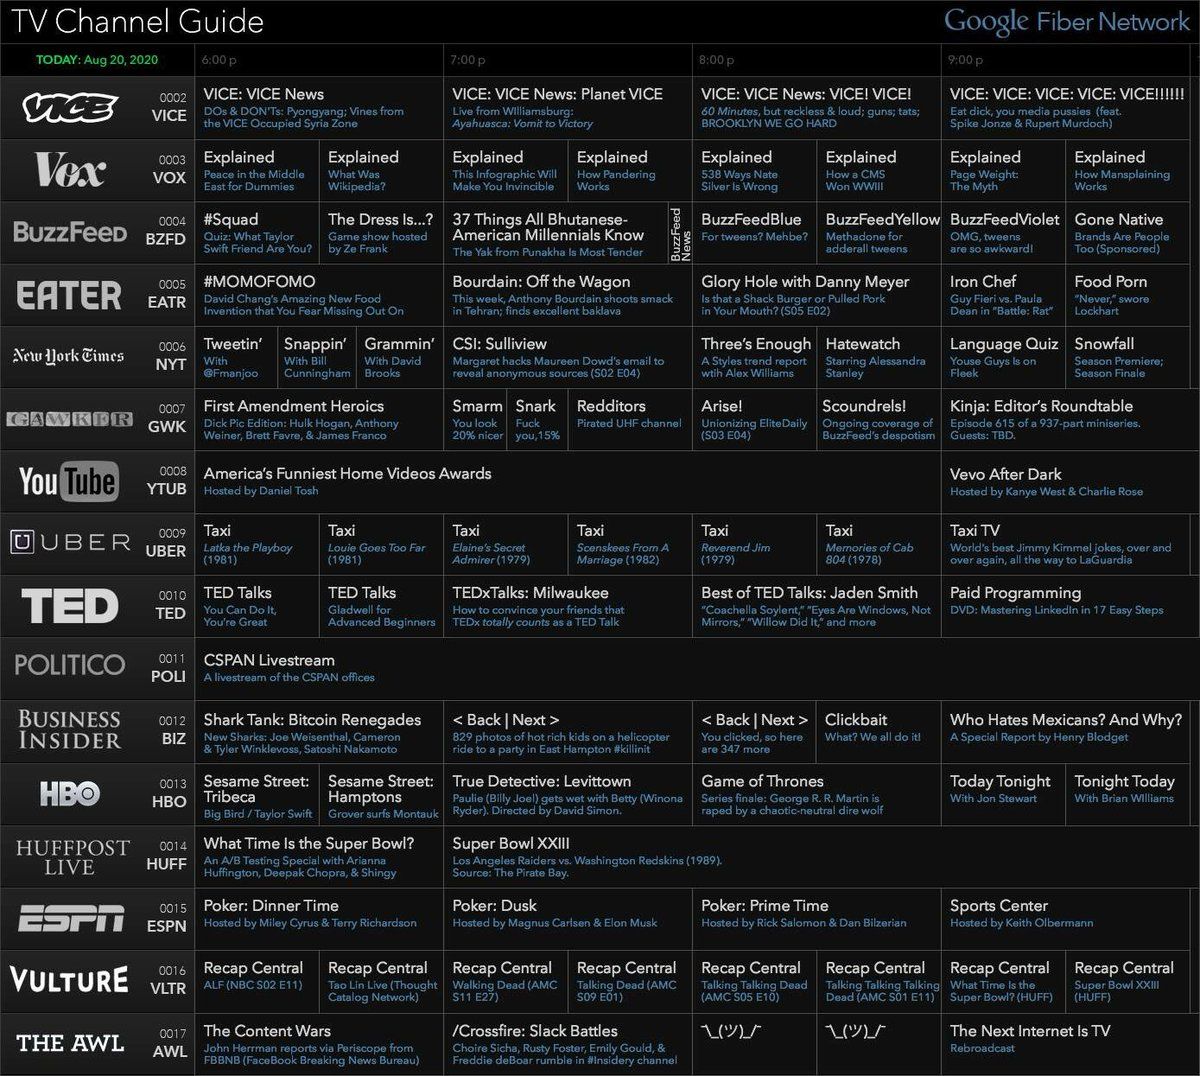 TV Channel Guide
Google Fiber Network
TODAY: Aug 20, 2020
6:00 p
7:00 p
8:00 p
9:00 p
VICE
0002
VICE
VICE: VICE News
DOs & DON'Ts: Pyongyang; Vines from
the VICE Occupied Syria Zone
VICE: VICE News: Planet VICE
Live from WIlliamsburg:
Ayahuasca: Vomit to Victory
VICE: VICE News: VICE! VICE!
60 Minutes, but reckless & loud; guns; tats;
BROOKLYN WE GO HARD
VICE: VICE: VICE: VICE: VICE!!!!!!
Eat dick, you media pussies (feat.
Spike Jonze & Rupert Murdoch)
Vox
0003
VOX
Explained
Peace in the Middle
East for Dummies
Explained
What Was
Wikipedia?
Explained
This Infographic Will
Make You Invincible
Explained
How Pandering
Works
Explained
538 Ways Nate
Silver Is Wrong
Explained
How a CMS
Won WWIII
Explained
Page Weight:
The Myth
Explained
How Mansplaining
Works
BUZZFEED
0004
BZFD
#Squad
Quiz: What Taylor
Swift Friend Are You?
The Dress Is...?
Game show hosted
by Ze Frank
37 Things All Bhutanese-
American Millennials Know
The Yak from Punakha Is Most Tender
BuzzFeed
News
BuzzFeedBlue
For tweens? Mehbe?
BuzzFeedYellow
Methadone for
adderall tweens
BuzzFeedViolet
OMG, tweens
are so awkward!
Gone Native
Brands Are People
Too (Sponsored)
EATER
0005
EATR
#MOMOFOMO
David Chang's Amazing New Food
Invention that You Fear Missing Out On
Bourdain: Off the Wagon
This week, Anthony Bourdain shoots smack
in Tehran; finds excellent baklava
Glory Hole with Danny Meyer
Is that a Shack Burger or Pulled Pork
in Your Mouth? (S05 E02)
Iron Chef
Guy Fieri vs. Paula
Dean in "Battle: Rat"
Food Porn
"Never," swore
Lockhart
New York Times
0006
NYT
Tweetin'
With
@Fmanjoo
Snappin'
With Bill
Cunningham
Grammin'
With David
Brooks
CSI: Sulliview
Margaret hacks Maureen Dowd's email to
reveal anonymous sources (S02 E04)
Three's Enough
A Styles trend report
wtih Alex Williams
Hatewatch
Starring Alessandra
Stanley
Language Quiz
Youse Guys Is on
Fleek
Snowfall
Season Premiere;
Season Finale
GAWKER
0007
GWK
First Amendment Heroics
Dick Pic Edition: Hulk Hogan, Anthony
Weiner, Brett Favre, & James Franco
Smarm
You look
20% nicer
Snark
Fuck
you,15%
Redditors
Pirated UHF channel
Arise!
Unionizing EliteDaily
(S03 E04)
Scoundrels!
Ongoing coverage of
BuzzFeed's despotism
Kinja: Editor's Roundtable
Episode 615 of a 937-part miniseries.
Guests: TBD.
YouTube
0008
YTUB
America's Funniest Home Videos Awards
Hosted by Daniel Tosh
Vevo After Dark
Hosted by Kanye West & Charlie Rose
UBER
0009
UBER
Taxi
Latka the Playboy
(1981)
Taxi
Louie Goes Too Far
(1981)
Taxi
Elaine's Secret
Admirer (1979)
Taxi
Scenskees From A
Marriage (1982)
Taxi
Reverend Jim
(1979)
Taxi
Memories of Cab
804 (1978)
Taxi TV
World's best Jimmy Kimmel jokes, over and
over again, all the way to LaGuardia
TED
0010
TED
TED Talks
You Can Do It,
You're Great
TED Talks
Gladwell for
Advanced Beginners
TEDxTalks: Milwaukee
How to convince your friends that
TEDx totally counts as a TED Talk
Best of TED Talks: Jaden Smith
"Coachella Soylent," "Eyes Are Windows, Not
Mirrors," "Willow Did It," and more
Paid Programming
DVD: Mastering LinkedIn in 17 Easy Steps
POLITICO
0011
POLI
CSPAN Livestream
A livestream of the CSPAN offices
BUSINESS
INSIDER
0012
BIZ
Shark Tank: Bitcoin Renegades
New Sharks: Joe Weisenthal, Cameron
& Tyler Winklevoss, Satoshi Nakamoto
< Back | Next >
829 photos of hot rich kids on a helicopter
ride to a party in East Hampton #killinit
< Back | Next >
You clicked, so here
are 347 more
Clickbait
What? We all do it!
Who Hates Mexicans? And Why?
A Special Report by Henry Blodget
HBO
0013
HBO
Sesame Street:
Tribeca
Big Bird / Taylor Swift
Sesame Street:
Hamptons
Grover surfs Montauk
True Detective: Levittown
Paulie (Billy Joel) gets wet with Betty (Winona
Ryder). Directed by David Simon.
Game of Thrones
Series finale: George R. R. Martin is
raped by a chaotic-neutral dire wolf
Today Tonight
With Jon Stewart
Tonight Today
With Brian WIlliams
HUFFPOST
LIVE
0014
HUFF
What Time Is the Super Bowl?
An A/B Testing Special with Arianna
Huffington, Deepak Chopra, & Shingy
Super Bowl XXIII
Los Angeles Raiders vs. Washington Redskins (1989).
Source: The Pirate Bay.
ESPN
0015
ESPN
Poker: Dinner Time
Hosted by Miley Cyrus & Terry Richardson
Poker: Dusk
Hosted by Magnus Carlsen & Elon Musk
Poker: Prime Time
Hosted by Rick Salomon & Dan Bilzerian
Sports Center
Hosted by Keith Olbermann
VULTURE
0016
VLTR
Recap Central
ALF (NBC S02 E11)
Recap Central
Tao Lin Live (Thought
Catalog Network)
Recap Central
Walking Dead (AMC
S11 E27)
Recap Central
Talking Dead (AMC
S09 E01)
Recap Central
Talking Talking Dead
(AMC S05 E10)
Recap Central
Talking Talking Talking
Dead (AMC S01 E11)
Recap Central
What Time Is the
Super Bowl? (HUFF)
Recap Central
Super Bowl XXIII
(HUFF)
THE AWL
0017
AWL
The Content Wars
John Herrman reports via Periscope from
FBBNB (FaceBook Breaking News Bureau)
/Crossfire: Slack Battles
Choire Sicha, Rusty Foster, Emily Gould, &
Freddie deBoar rumble in #Insidery channel
¯\_(ツ)_/¯
¯\_(ツ)_/¯
The Next Internet Is TV
Rebroadcast